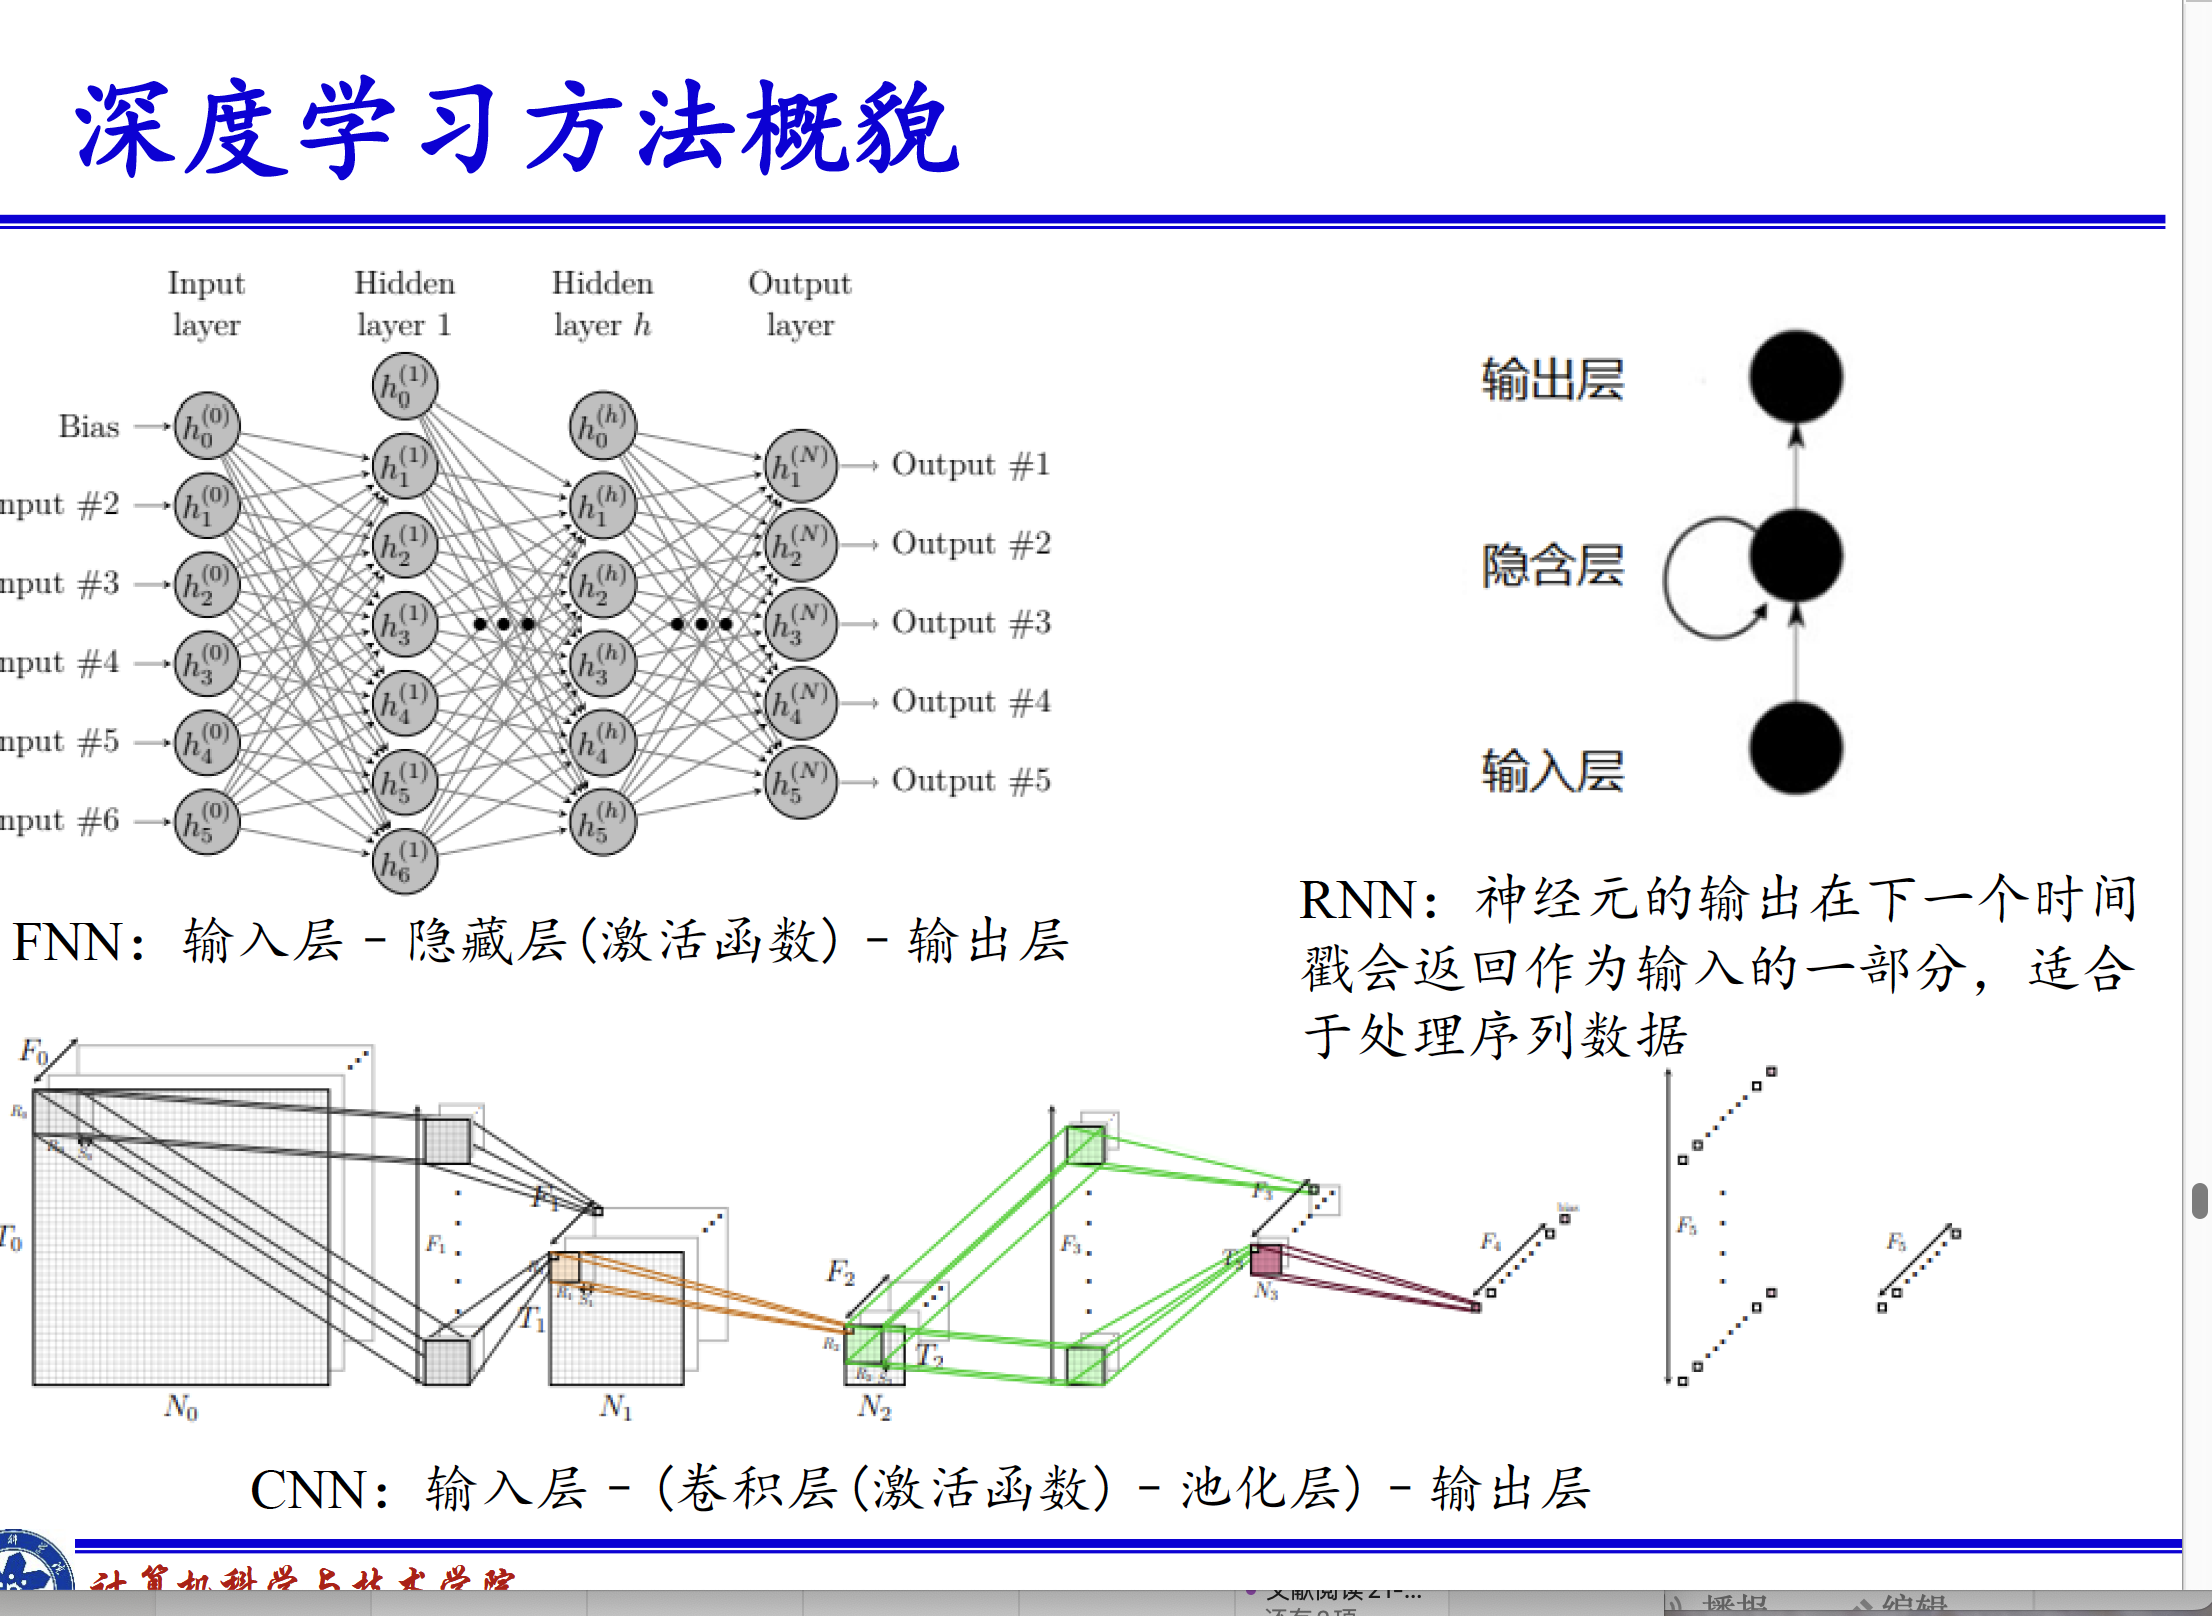 深度学习方法概貌
Input layer
Hidden layer 1
Hidden layer h
Output layer
Bias
nput #2
nput #3
nput #4
nput #5
nput #6
h_0^{(0)}
h_1^{(0)}
h_2^{(0)}
h_3^{(0)}
h_4^{(0)}
h_5^{(0)}
h_0^{(1)}
h_1^{(1)}
h_2^{(1)}
h_3^{(1)}
h_4^{(1)}
h_5^{(1)}
h_6^{(1)}
h_0^{(h)}
h_1^{(h)}
h_2^{(h)}
h_3^{(h)}
h_4^{(h)}
h_5^{(h)}
h_1^{(N)}
h_2^{(N)}
h_3^{(N)}
h_4^{(N)}
h_5^{(N)}
Output #1
Output #2
Output #3
Output #4
Output #5
FNN：输入层－隐藏层(激活函数)－输出层
输出层
隐含层
输入层
RNN：神经元的输出在下一个时间
戳会返回作为输入的一部分，适合
于处理序列数据
F_0
T_0
N_0
F_1
F_1
T_1
R_1
S_1
N_1
F_2
T_2
N_2
F_3
F_3
N_3
F_4
bias
F_5
F_5
CNN：输入层－(卷积层(激活函数)－池化层)－输出层
计算机科学与技术学院
文献阅读21-...
还有2项
播报
编辑